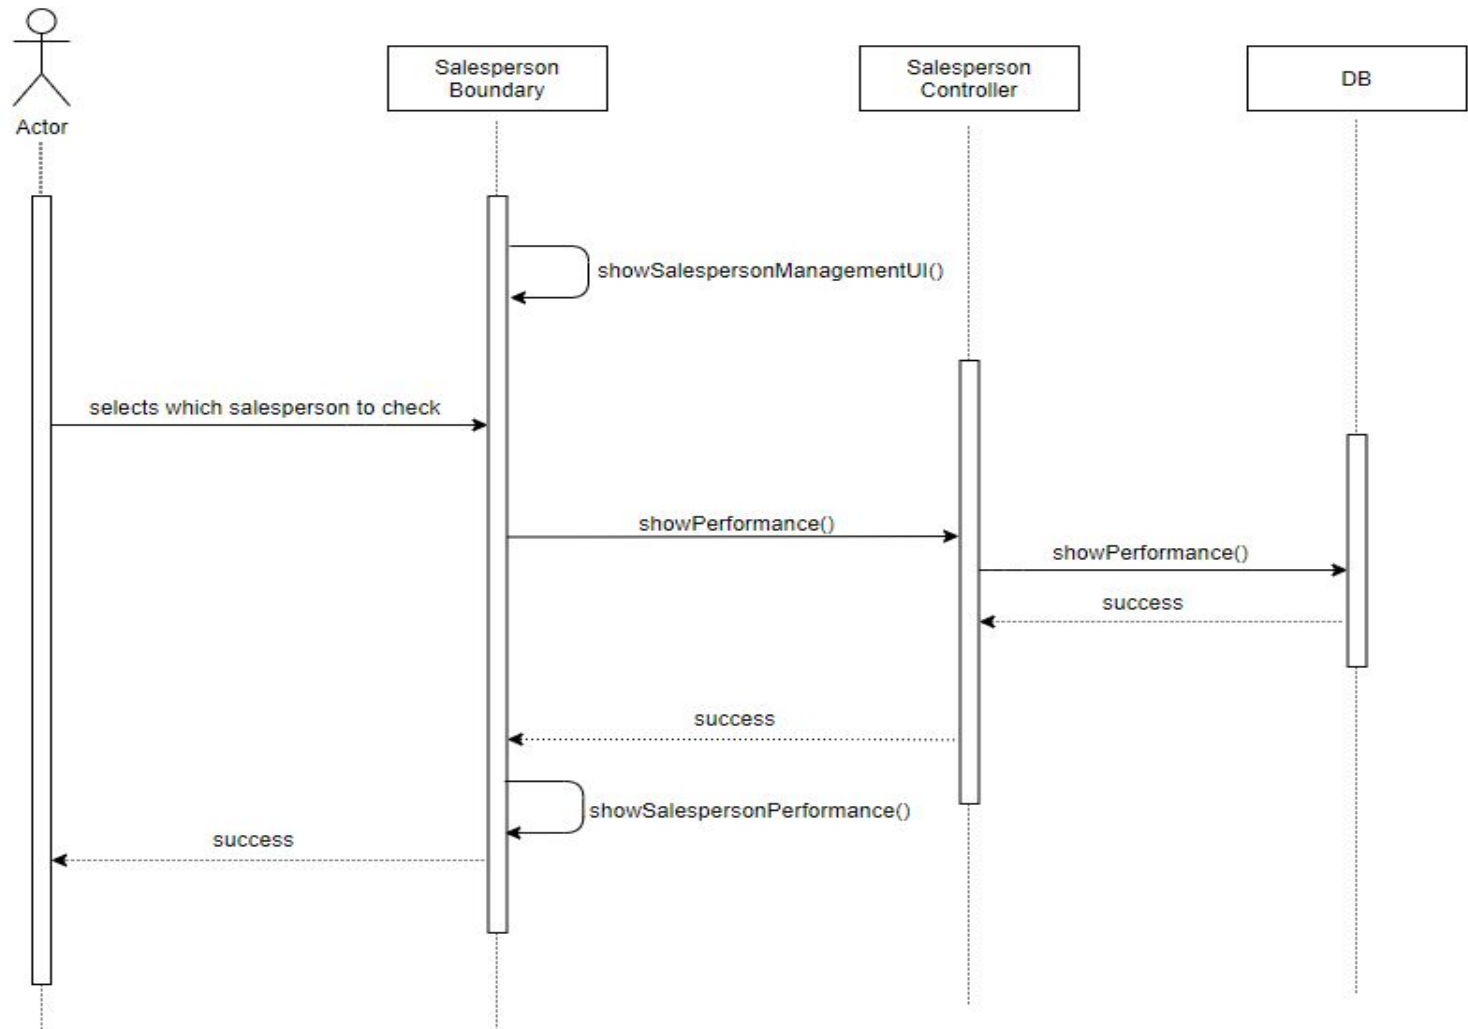 Salesperson
Boundary
Salesperson
Controller
DB
Actor
showSalespersonManagementUI()
selects which salesperson to check
showPerformance()
showPerformance()
success
success
showSalespersonPerformance()
success